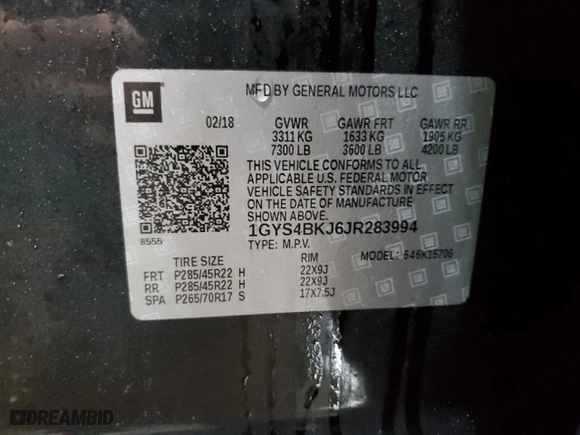 GM
MFD BY GENERAL MOTORS LLC
02/18 GVWR GAWR FRT GAWR RR
3311 KG 1633 KG 1905 KG
7300 LB 3600 LB 4200 LB
THIS VEHICLE CONFORMS TO ALL
APPLICABLE U.S. FEDERAL MOTOR
VEHICLE SAFETY STANDARDS IN EFFECT
ON THE DATE OF MANUFACTURE
SHOWN ABOVE.
1GYS4BKJ6JR283994
8555
TYPE: M.P.V. MODEL: 646K15706
TIRE SIZE RIM
FRT P285/45R22 H 22X9J
RR P285/45R22 H 22X9J
SPA P265/70R17 S 17X7.5J
DREAMBID